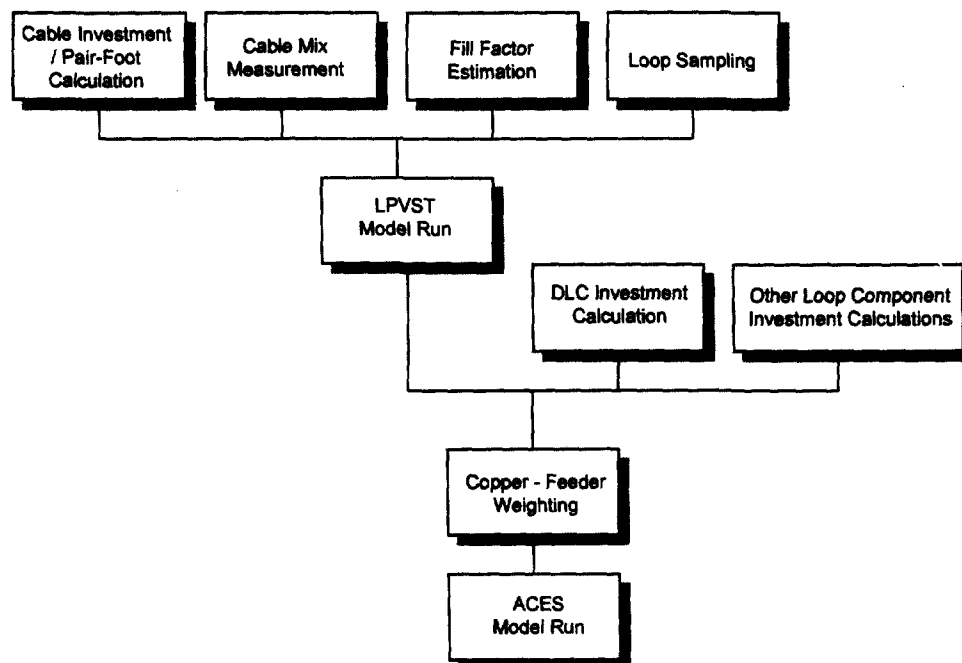 Cable Investment
/ Pair-Foot
Calculation
Cable Mix
Measurement
Fill Factor
Estimation
Loop Sampling
LPVST
Model Run
DLC Investment
Calculation
Other Loop Component
Investment Calculations
Copper - Feeder
Weighting
ACES
Model Run